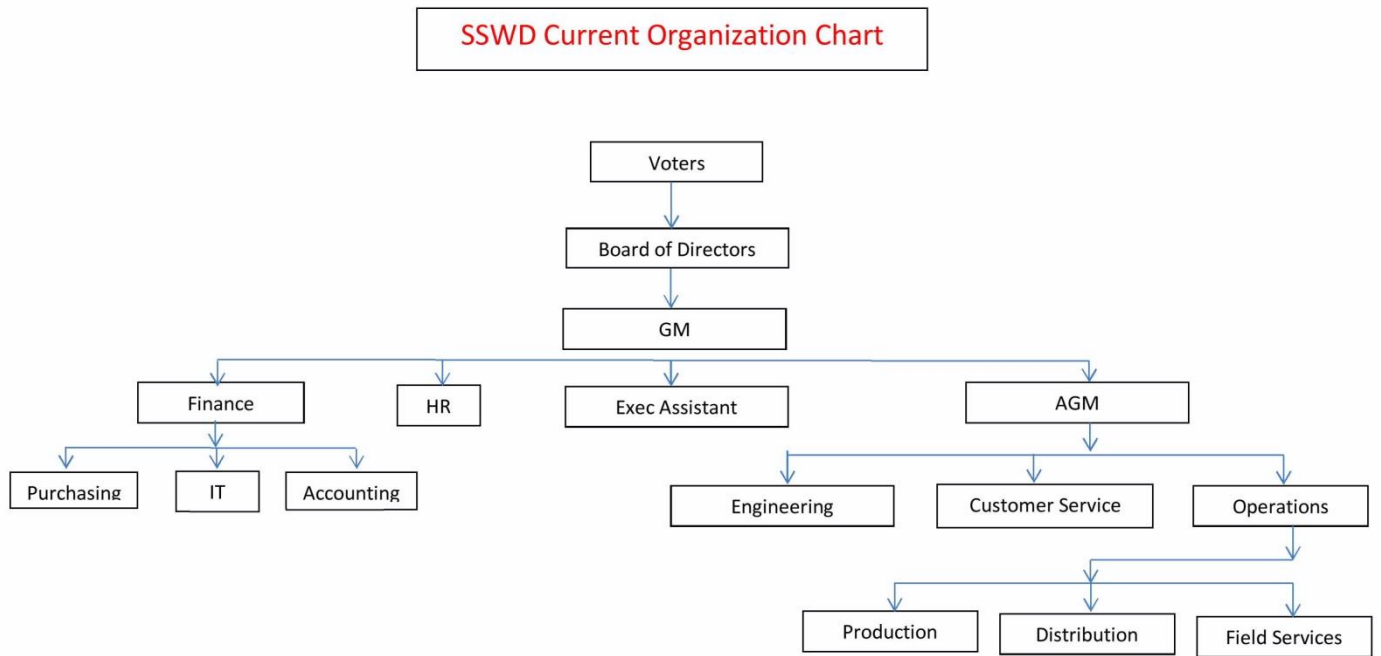 SSWD Current Organization Chart
Voters
Board of Directors
GM
Finance
HR
Exec Assistant
AGM
Purchasing
IT
Accounting
Engineering
Customer Service
Operations
Production
Distribution
Field Services